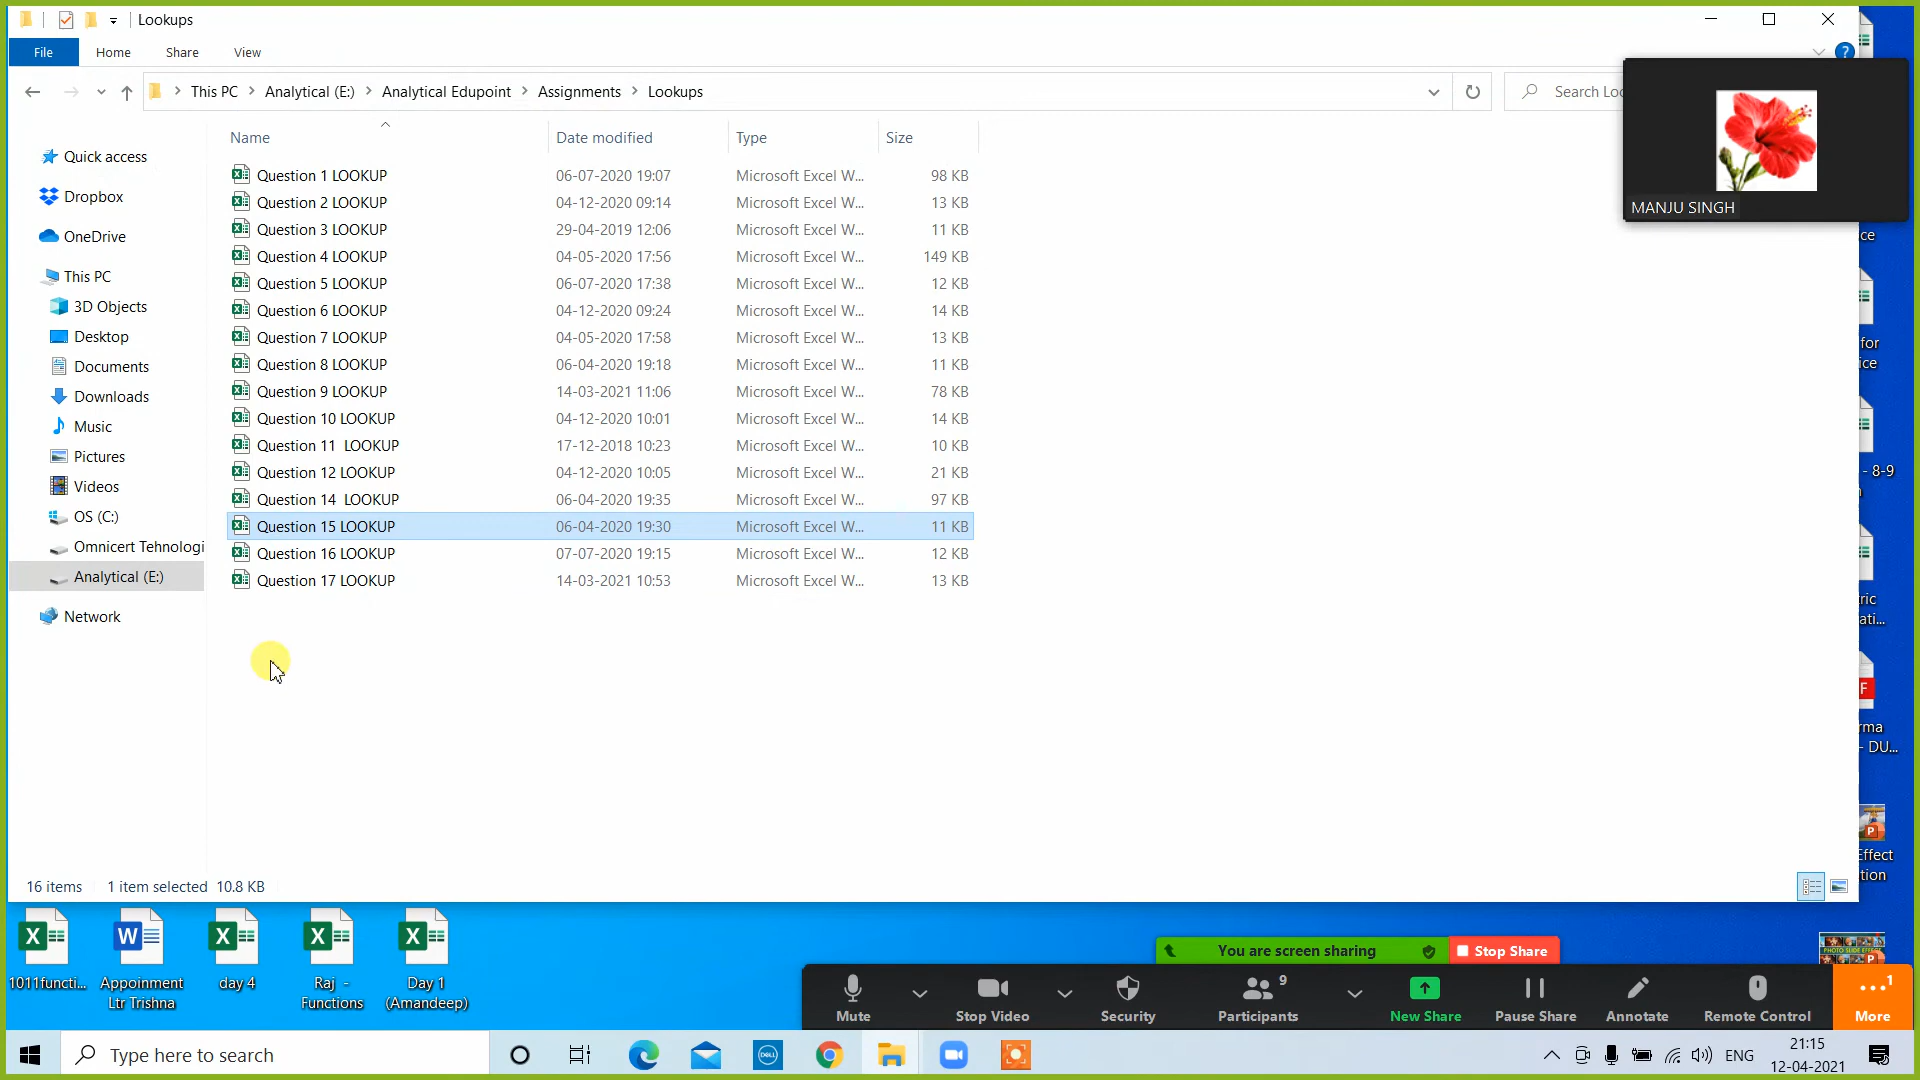 Lookups
File Home Share View
This PC Analytical (E:) Analytical Edupoint Assignments Lookups
Search Loo
Name Date modified Type Size
Question 1 LOOKUP 06-07-2020 19:07 Microsoft Excel W... 98 KB
Question 2 LOOKUP 04-12-2020 09:14 Microsoft Excel W... 13 KB
Question 3 LOOKUP 29-04-2019 12:06 Microsoft Excel W... 11 KB
Question 4 LOOKUP 04-05-2020 17:56 Microsoft Excel W... 149 KB
Question 5 LOOKUP 06-07-2020 17:38 Microsoft Excel W... 12 KB
Question 6 LOOKUP 04-12-2020 09:24 Microsoft Excel W... 14 KB
Question 7 LOOKUP 04-05-2020 17:58 Microsoft Excel W... 13 KB
Question 8 LOOKUP 06-04-2020 19:18 Microsoft Excel W... 11 KB
Question 9 LOOKUP 14-03-2021 11:06 Microsoft Excel W... 78 KB
Question 10 LOOKUP 04-12-2020 10:01 Microsoft Excel W... 14 KB
Question 11 LOOKUP 17-12-2018 10:23 Microsoft Excel W... 10 KB
Question 12 LOOKUP 04-12-2020 10:05 Microsoft Excel W... 21 KB
Question 14 LOOKUP 06-04-2020 19:35 Microsoft Excel W... 97 KB
Question 15 LOOKUP 06-04-2020 19:30 Microsoft Excel W... 11 KB
Question 16 LOOKUP 07-07-2020 19:15 Microsoft Excel W... 12 KB
Question 17 LOOKUP 14-03-2021 10:53 Microsoft Excel W... 13 KB
Quick access
Dropbox
OneDrive
This PC
3D Objects
Desktop
Documents
Downloads
Music
Pictures
Videos
OS (C:)
Omnicert Tehnologi
Analytical (E:)
Network
MANJU SINGH
ce
for
ice
- 8-9
ric
ati...
rma
- DU...
Effect
tion
16 items 1 item selected 10.8 KB
1011functi...
Appoinment
Ltr Trishna
day 4
Raj -
Functions
Day 1
(Amandeep)
You are screen sharing
Stop Share
Mute
Stop Video
Security
Participants 9
New Share
Pause Share
Annotate
Remote Control
More 1
Type here to search
DELL
ENG
21:15
12-04-2021